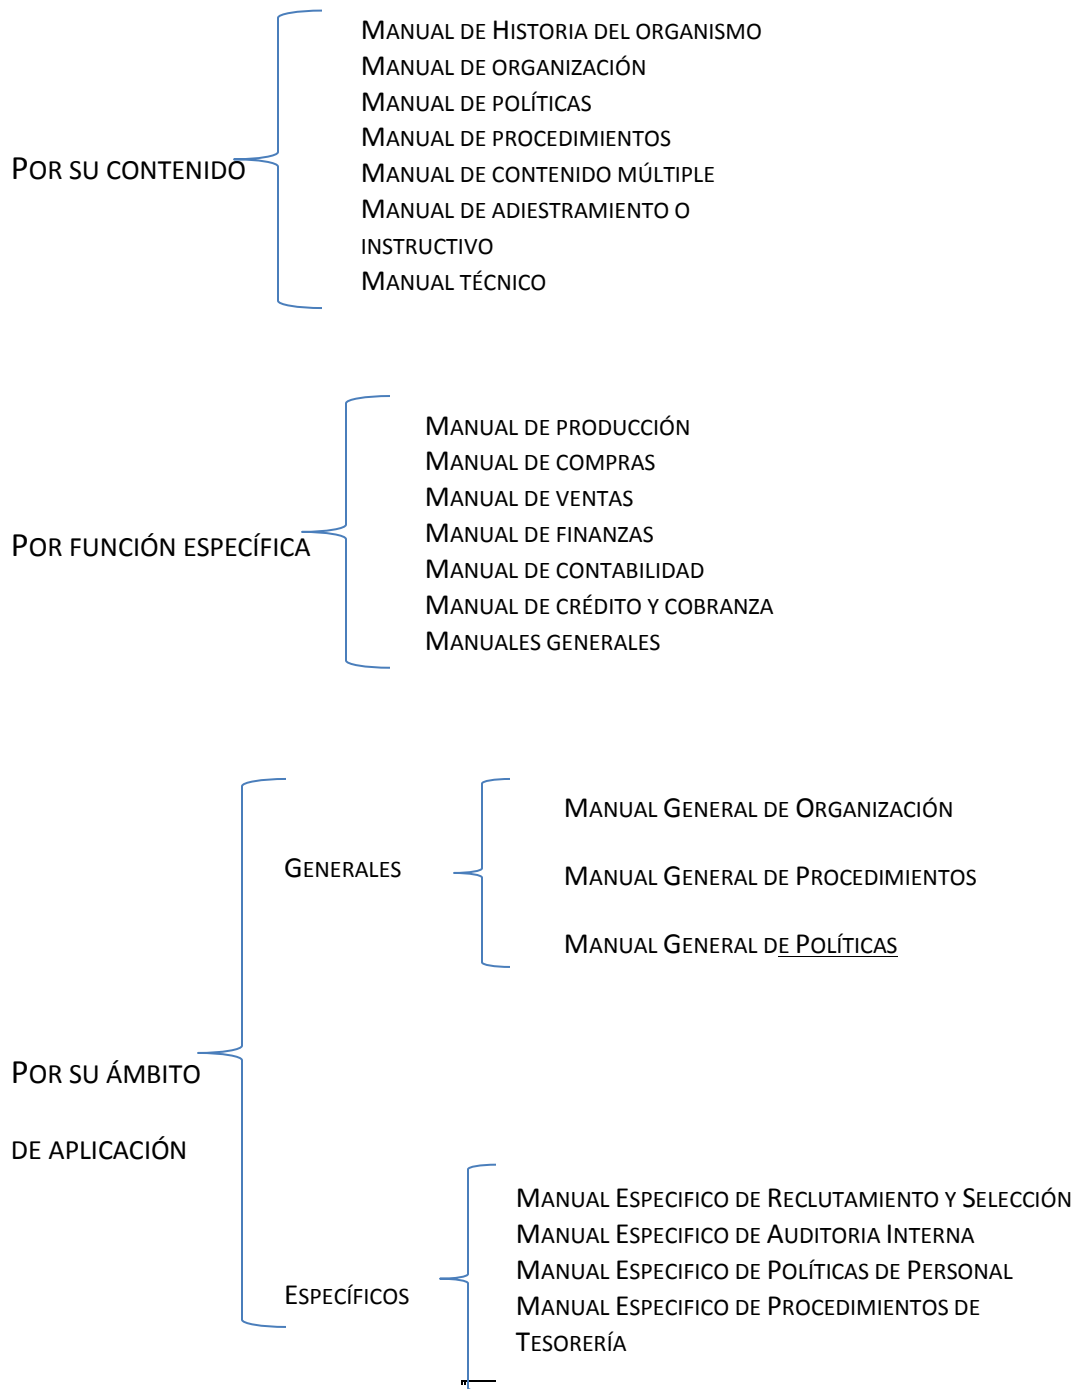 MANUAL DE HISTORIA DEL ORGANISMO
MANUAL DE ORGANIZACIÓN
MANUAL DE POLÍTICAS
MANUAL DE PROCEDIMIENTOS
POR SU CONTENIDO
MANUAL DE CONTENIDO MÚLTIPLE
MANUAL DE ADIESTRAMIENTO O
INSTRUCTIVO
MANUAL TÉCNICO
MANUAL DE PRODUCCIÓN
MANUAL DE COMPRAS
MANUAL DE VENTAS
MANUAL DE FINANZAS
POR FUNCIÓN ESPECÍFICA
MANUAL DE CONTABILIDAD
MANUAL DE CRÉDITO Y COBRANZA
MANUALES GENERALES
MANUAL GENERAL DE ORGANIZACIÓN
GENERALES
MANUAL GENERAL DE PROCEDIMIENTOS
MANUAL GENERAL DE POLÍTICAS
POR SU ÁMBITO
DE APLICACIÓN
MANUAL ESPECIFICO DE RECLUTAMIENTO Y SELECCIÓN
MANUAL ESPECIFICO DE AUDITORIA INTERNA
MANUAL ESPECIFICO DE POLÍTICAS DE PERSONAL
ESPECÍFICOS
MANUAL ESPECIFICO DE PROCEDIMIENTOS DE
TESORERÍA